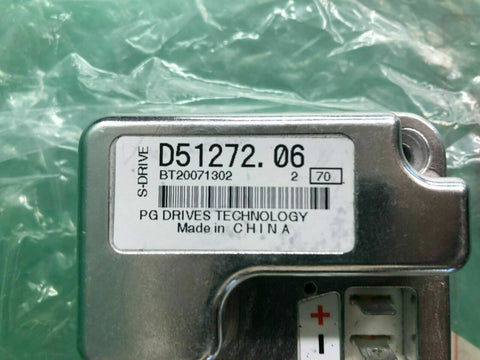 S-DRIVE
D51272.06
BT20071302 2 70
PG DRIVES TECHNOLOGY
Made in CHINA
+
-